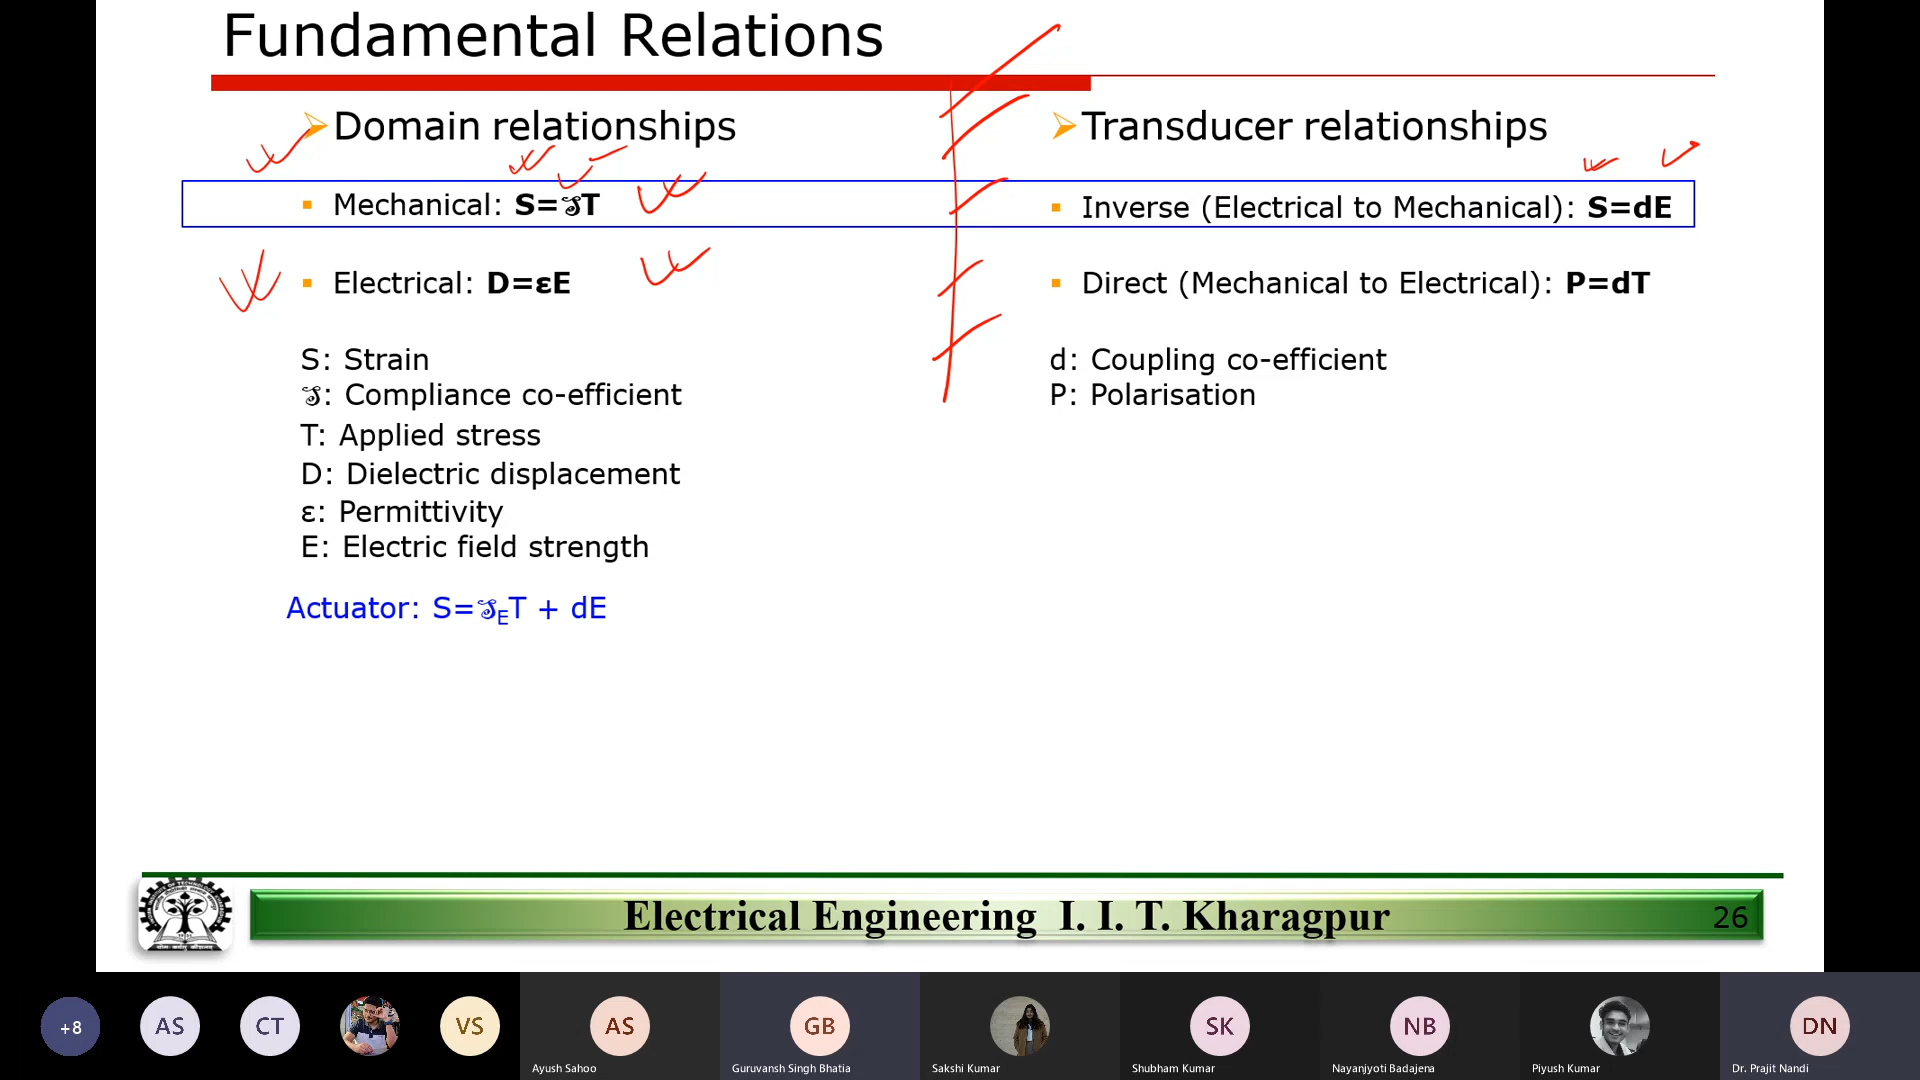 Fundamental Relations
Domain relationships
Mechanical: S=𝒯T
Electrical: D=εE
S: Strain
𝒯: Compliance co-efficient
T: Applied stress
D: Dielectric displacement
ε: Permittivity
E: Electric field strength
Actuator: S=𝒯ET + dE
Transducer relationships
Inverse (Electrical to Mechanical): S=dE
Direct (Mechanical to Electrical): P=dT
d: Coupling co-efficient
P: Polarisation
Electrical Engineering I. I. T. Kharagpur
26
+8
AS
CT
VS
AS
Ayush Sahoo
GB
Guruvansh Singh Bhatia
Sakshi Kumar
SK
Shubham Kumar
NB
Nayanjyoti Badajena
Piyush Kumar
DN
Dr. Prajit Nandi